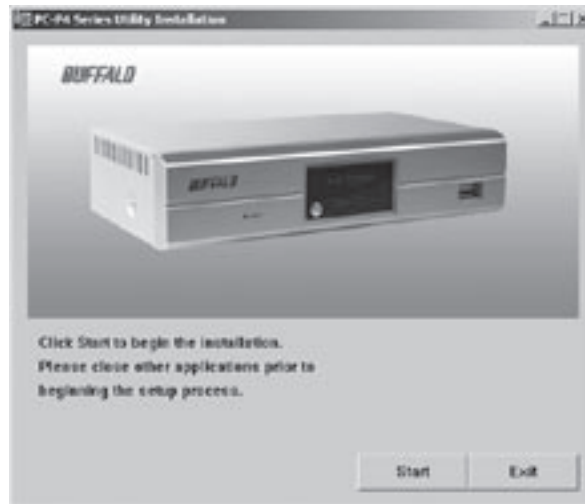 PC-P4 Series Utility Installation
BUFFALO
BUFFALO
Click Start to begin the installation.
Please close other applications prior to
beginning the setup process.
Start
Exit